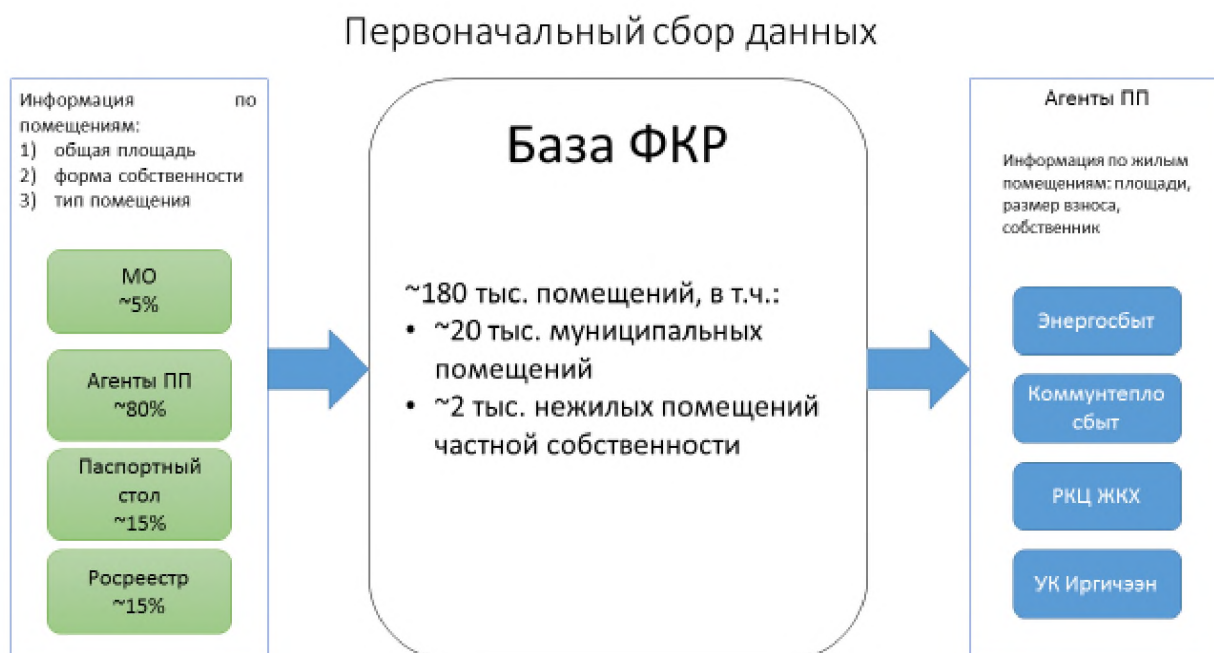 Первоначальный сбор данных
Информация по
помещениям:
1) общая площадь
2) форма собственности
3) тип помещения
МО
~5%
Агенты ПП
~80%
Паспортный
стол
~15%
Росреестр
~15%
База ФКР
~180 тыс. помещений, в т.ч.:
• ~20 тыс. муниципальных
помещений
• ~2 тыс. нежилых помещений
частной собственности
Агенты ПП
Информация по жилым
помещениям: площади,
размер взноса,
собственник
Энергосбыт
Коммунтепло
сбыт
РКЦ ЖКХ
УК Иргичээн